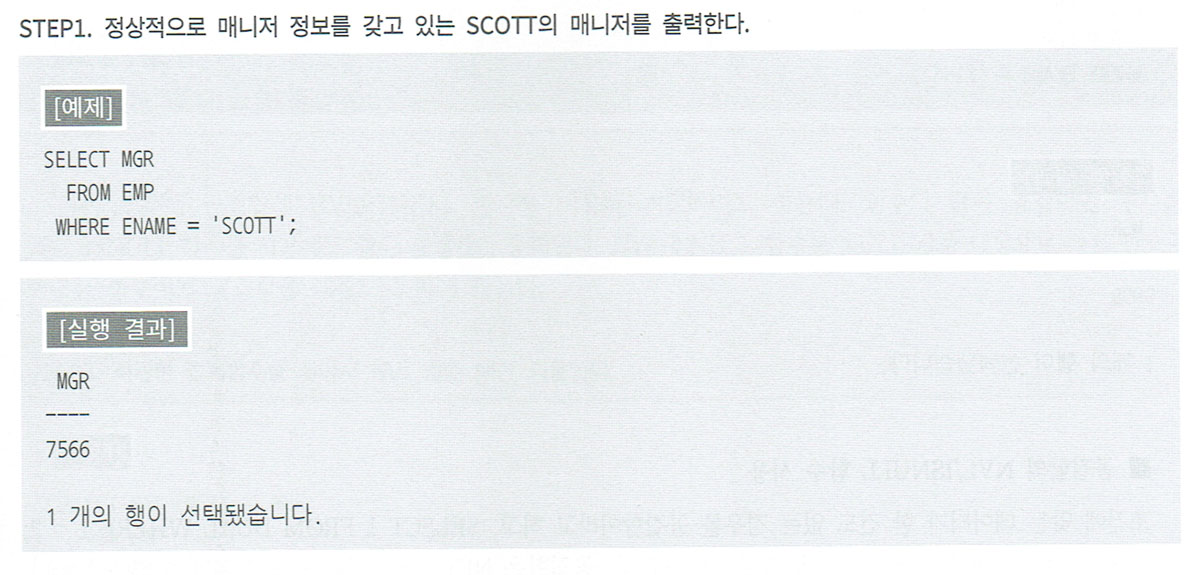 STEP1. 정상적으로 매니저 정보를 갖고 있는 SCOTT의 매니저를 출력한다.
[예제]
SELECT MGR
FROM EMP
WHERE ENAME = 'SCOTT';
[실행 결과]
MGR
----
7566
1 개의 행이 선택됐습니다.